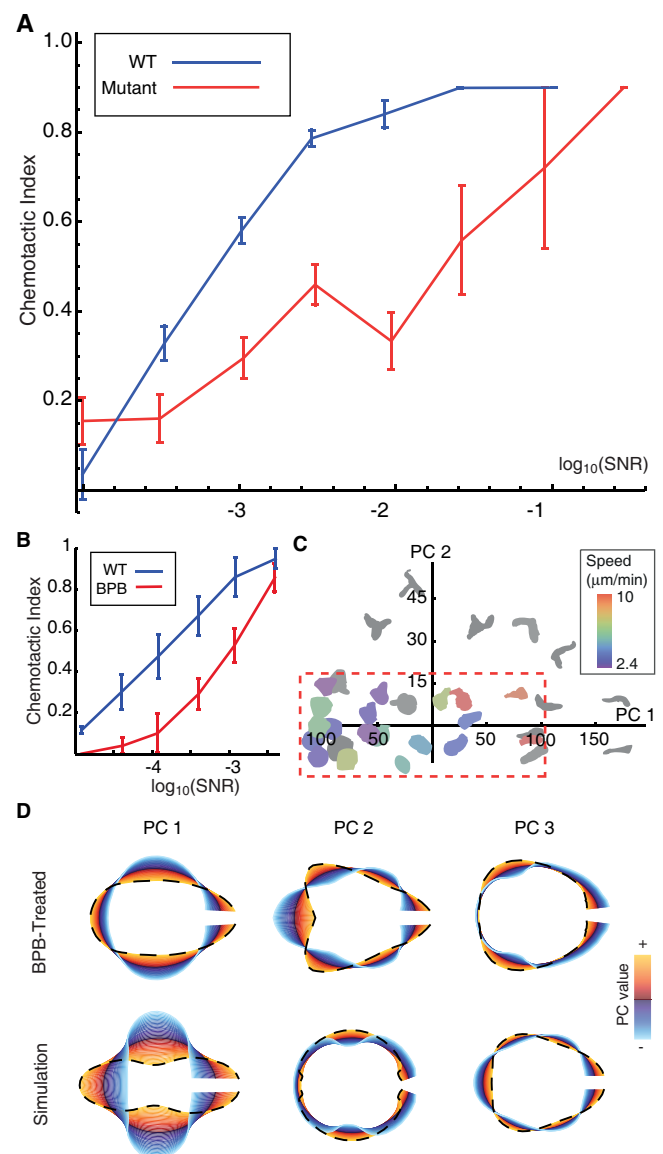 A
WT
Mutant
Chemotactic Index
0.8
0.6
0.4
0.2
-3
-2
-1
log10(SNR)
B
WT
BPB
Chemotactic Index
1
0.8
0.6
0.4
0.2
-4
-3
log10(SNR)
C
PC 2
45
30
15
Speed
(μm/min)
10
2.4
PC 1
100
50
50
100
150
D
PC 1
PC 2
PC 3
BPB-Treated
Simulation
+
PC value
-